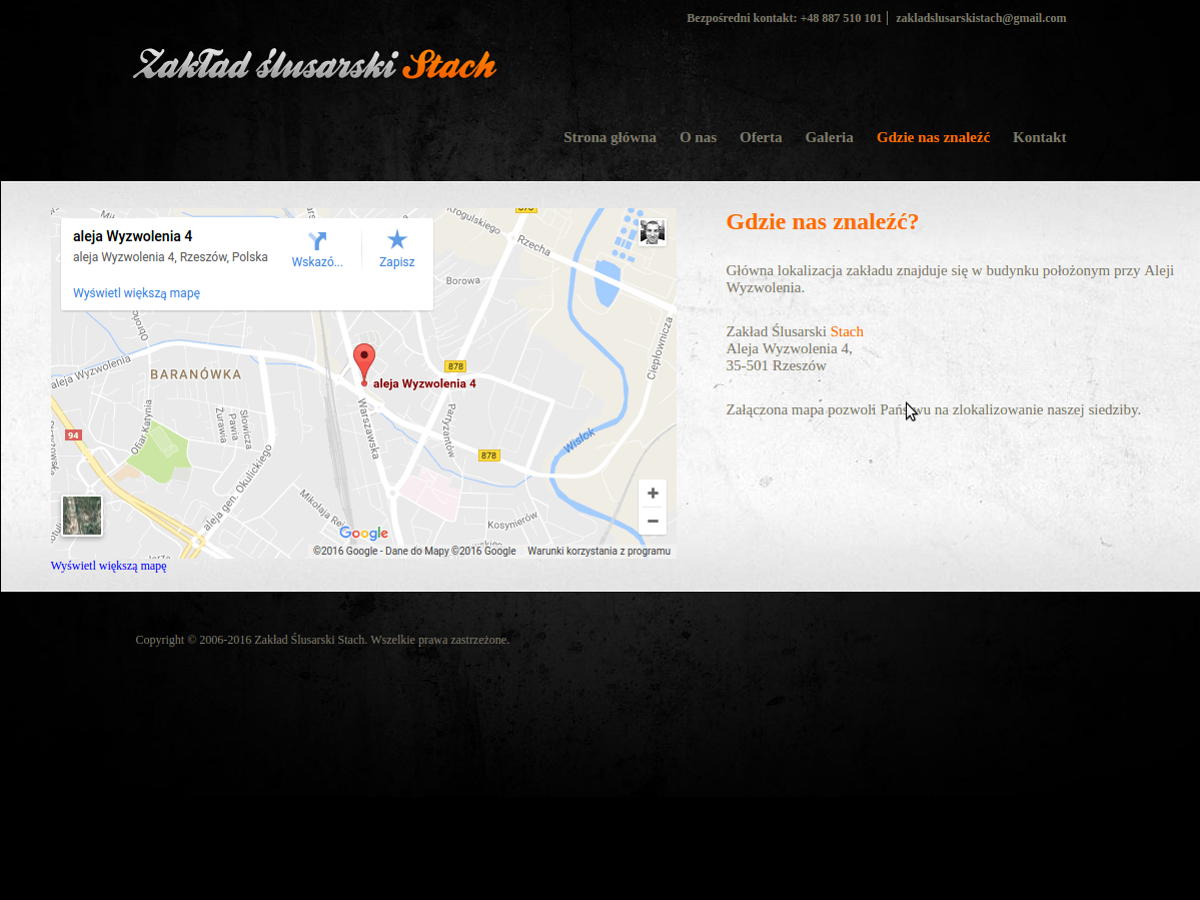 Bezpośredni kontakt: +48 887 510 101 | zakladslusarskistach@gmail.com
Zakład ślusarski Stach
Strona główna O nas Oferta Galeria Gdzie nas znaleźć Kontakt
aleja Wyzwolenia 4
aleja Wyzwolenia 4, Rzeszów, Polska
Wskazó...
Zapisz
Wyświetl większą mapę
Krogulskiego
878
Rzecha
Borowa
Ciepłownicza
aleja Wyzwolenia
BARANÓWKA
878
aleja Wyzwolenia 4
Warszawska
Partyzantów
Ofiar Katynia
Żurawia
Pawia
Słowicza
94
Wisłok
878
aleja gen. Okulickiego
Mikołaja
Kosynierów
Google
©2016 Google - Dane do Mapy ©2016 Google Warunki korzystania z programu
Wyświetl większą mapę
Gdzie nas znaleźć?
Główna lokalizacja zakładu znajduje się w budynku położonym przy Aleji
Wyzwolenia.
Zakład Ślusarski Stach
Aleja Wyzwolenia 4,
35-501 Rzeszów
Załączona mapa pozwoli Państwu na zlokalizowanie naszej siedziby.
Copyright © 2006-2016 Zakład Ślusarski Stach. Wszelkie prawa zastrzeżone.